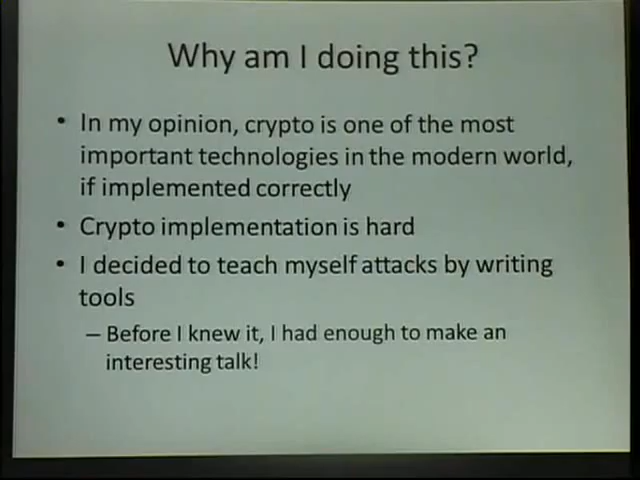 Why am I doing this?
• In my opinion, crypto is one of the most
important technologies in the modern world,
if implemented correctly
• Crypto implementation is hard
• I decided to teach myself attacks by writing
tools
– Before I knew it, I had enough to make an
interesting talk!